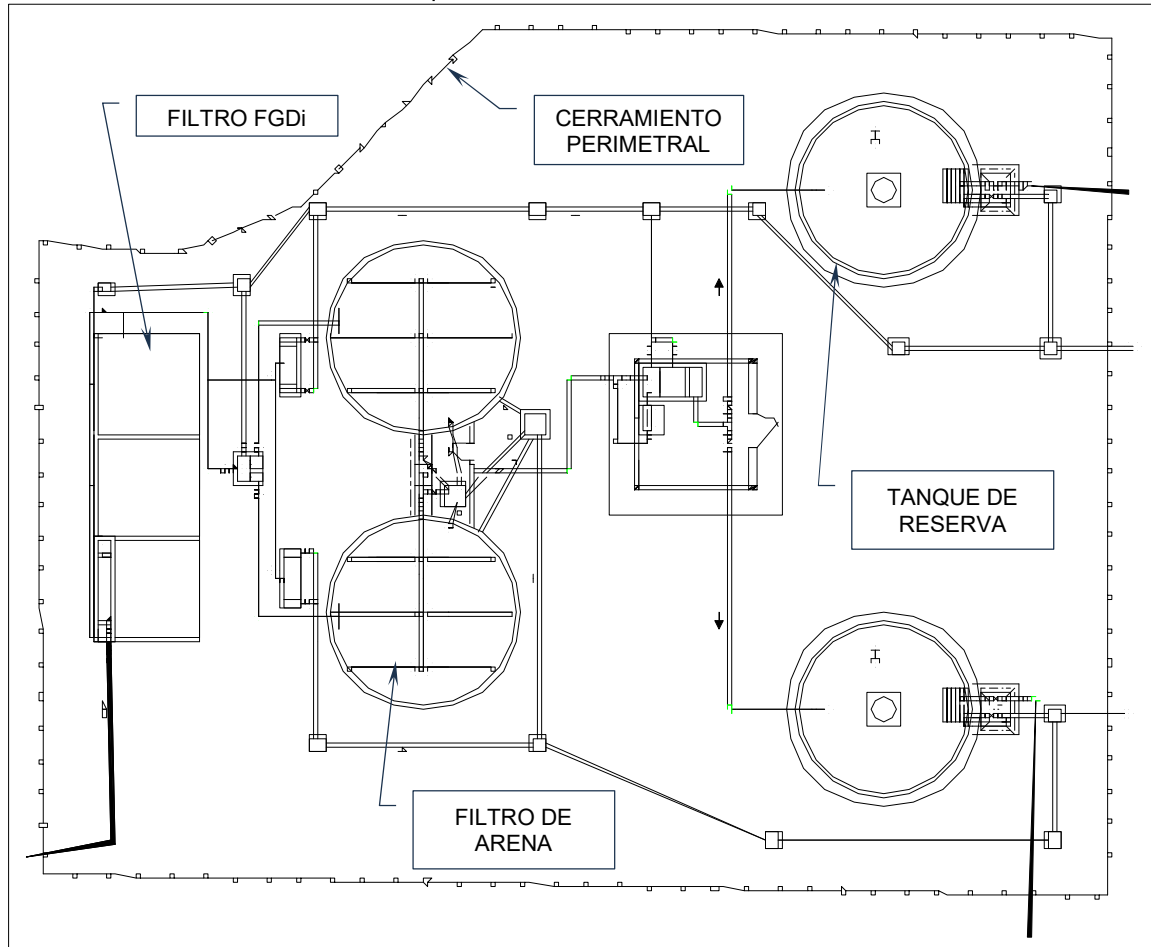 FILTRO FGDi
CERRAMIENTO
PERIMETRAL
TANQUE DE
RESERVA
FILTRO DE
ARENA